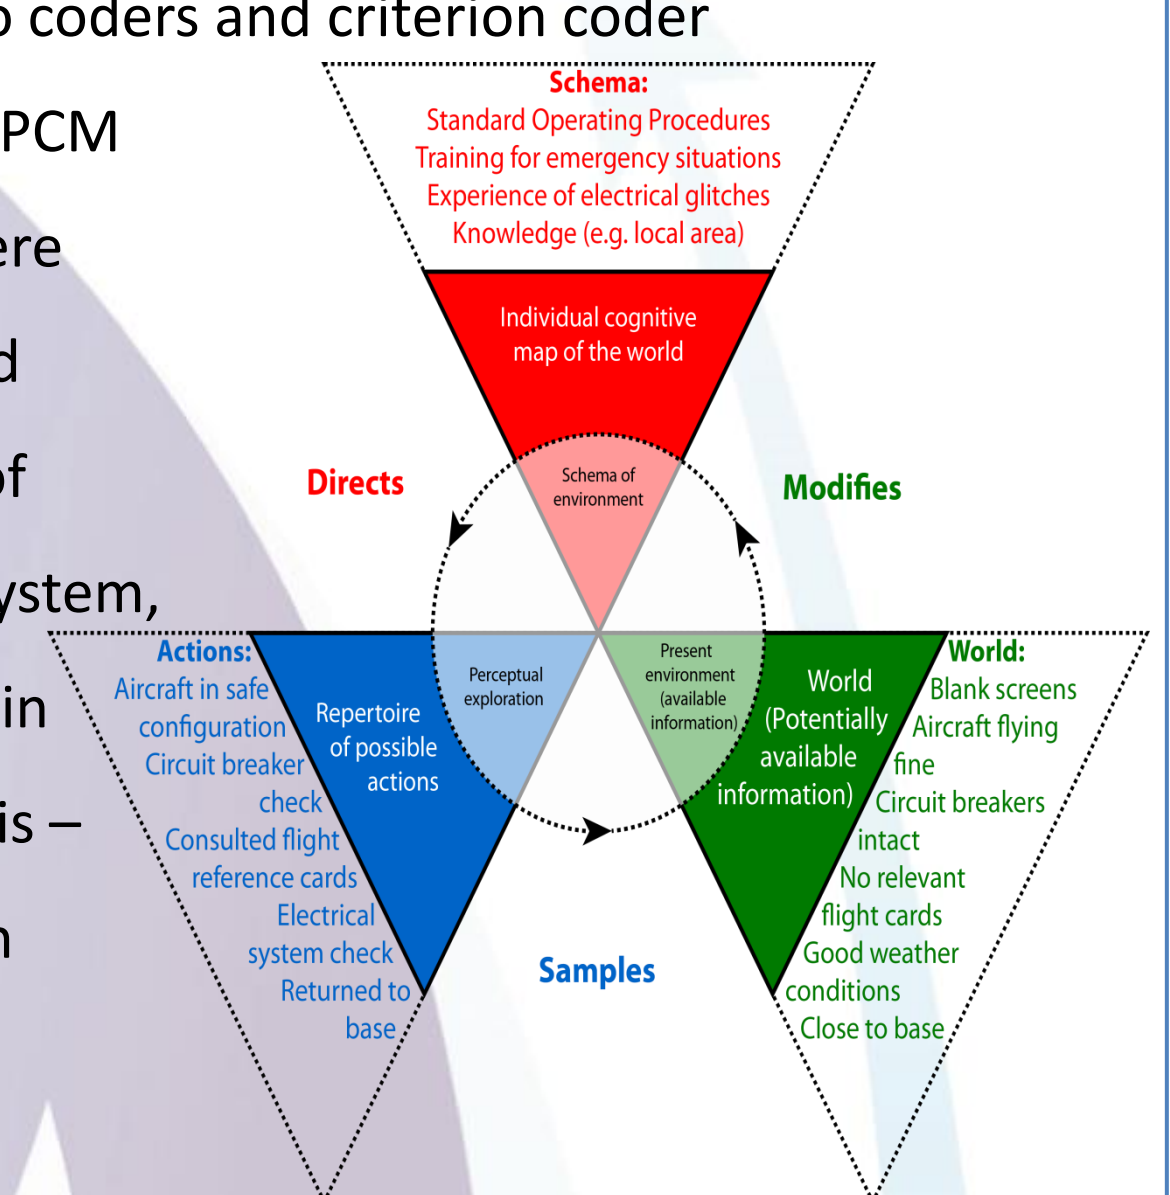 coders and criterion coder
PCM
ere
d
of
ystem,
in
is –
n
Schema:
Standard Operating Procedures
Training for emergency situations
Experience of electrical glitches
Knowledge (e.g. local area)
Individual cognitive
map of the world
Schema of
environment
Directs
Modifies
Actions:
Aircraft in safe
configuration
Circuit breaker
check
Consulted flight
reference cards
Electrical
system check
Returned to
base
Repertoire
of possible
actions
Perceptual
exploration
Present
environment
(available
information)
World
(Potentially
available
information)
World:
Blank screens
Aircraft flying
fine
Circuit breakers
intact
No relevant
flight cards
Good weather
conditions
Close to base
Samples